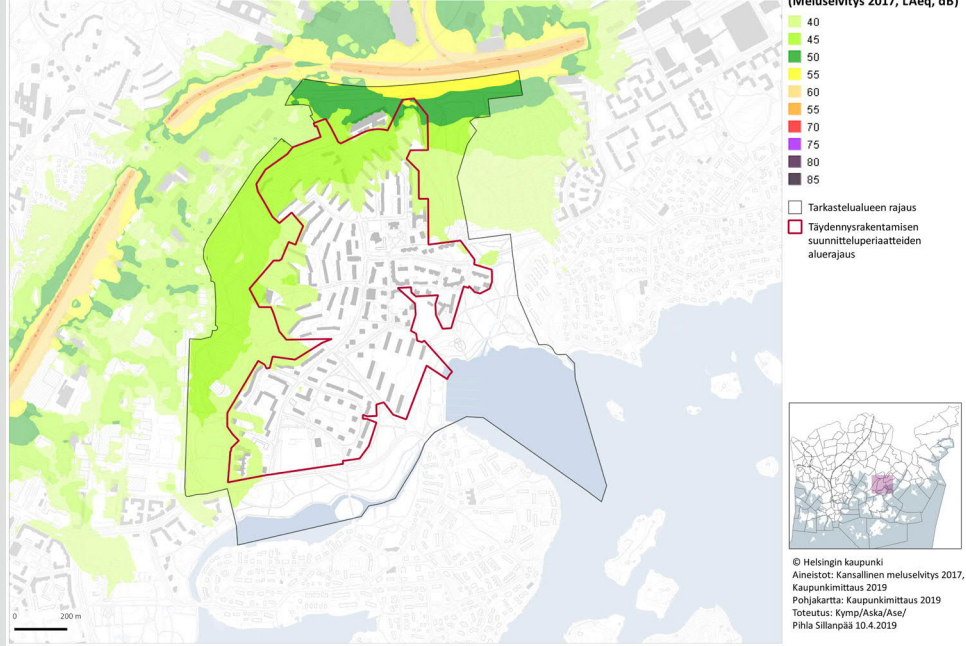 (Meluselvitys 2017, LAeq, dB)
40
45
50
55
60
55
70
75
80
85
Tarkastelualueen rajaus
Täydennysrakentamisen
suunnitteluperiaatteiden
aluerajaus
© Helsingin kaupunki
Aineistot: Kansallinen meluselvitys 2017,
Kaupunkimittaus 2019
Pohjakartta: Kaupunkimittaus 2019
Toteutus: Kymp/Aska/Ase/
Pihla Sillanpää 10.4.2019
0 200 m